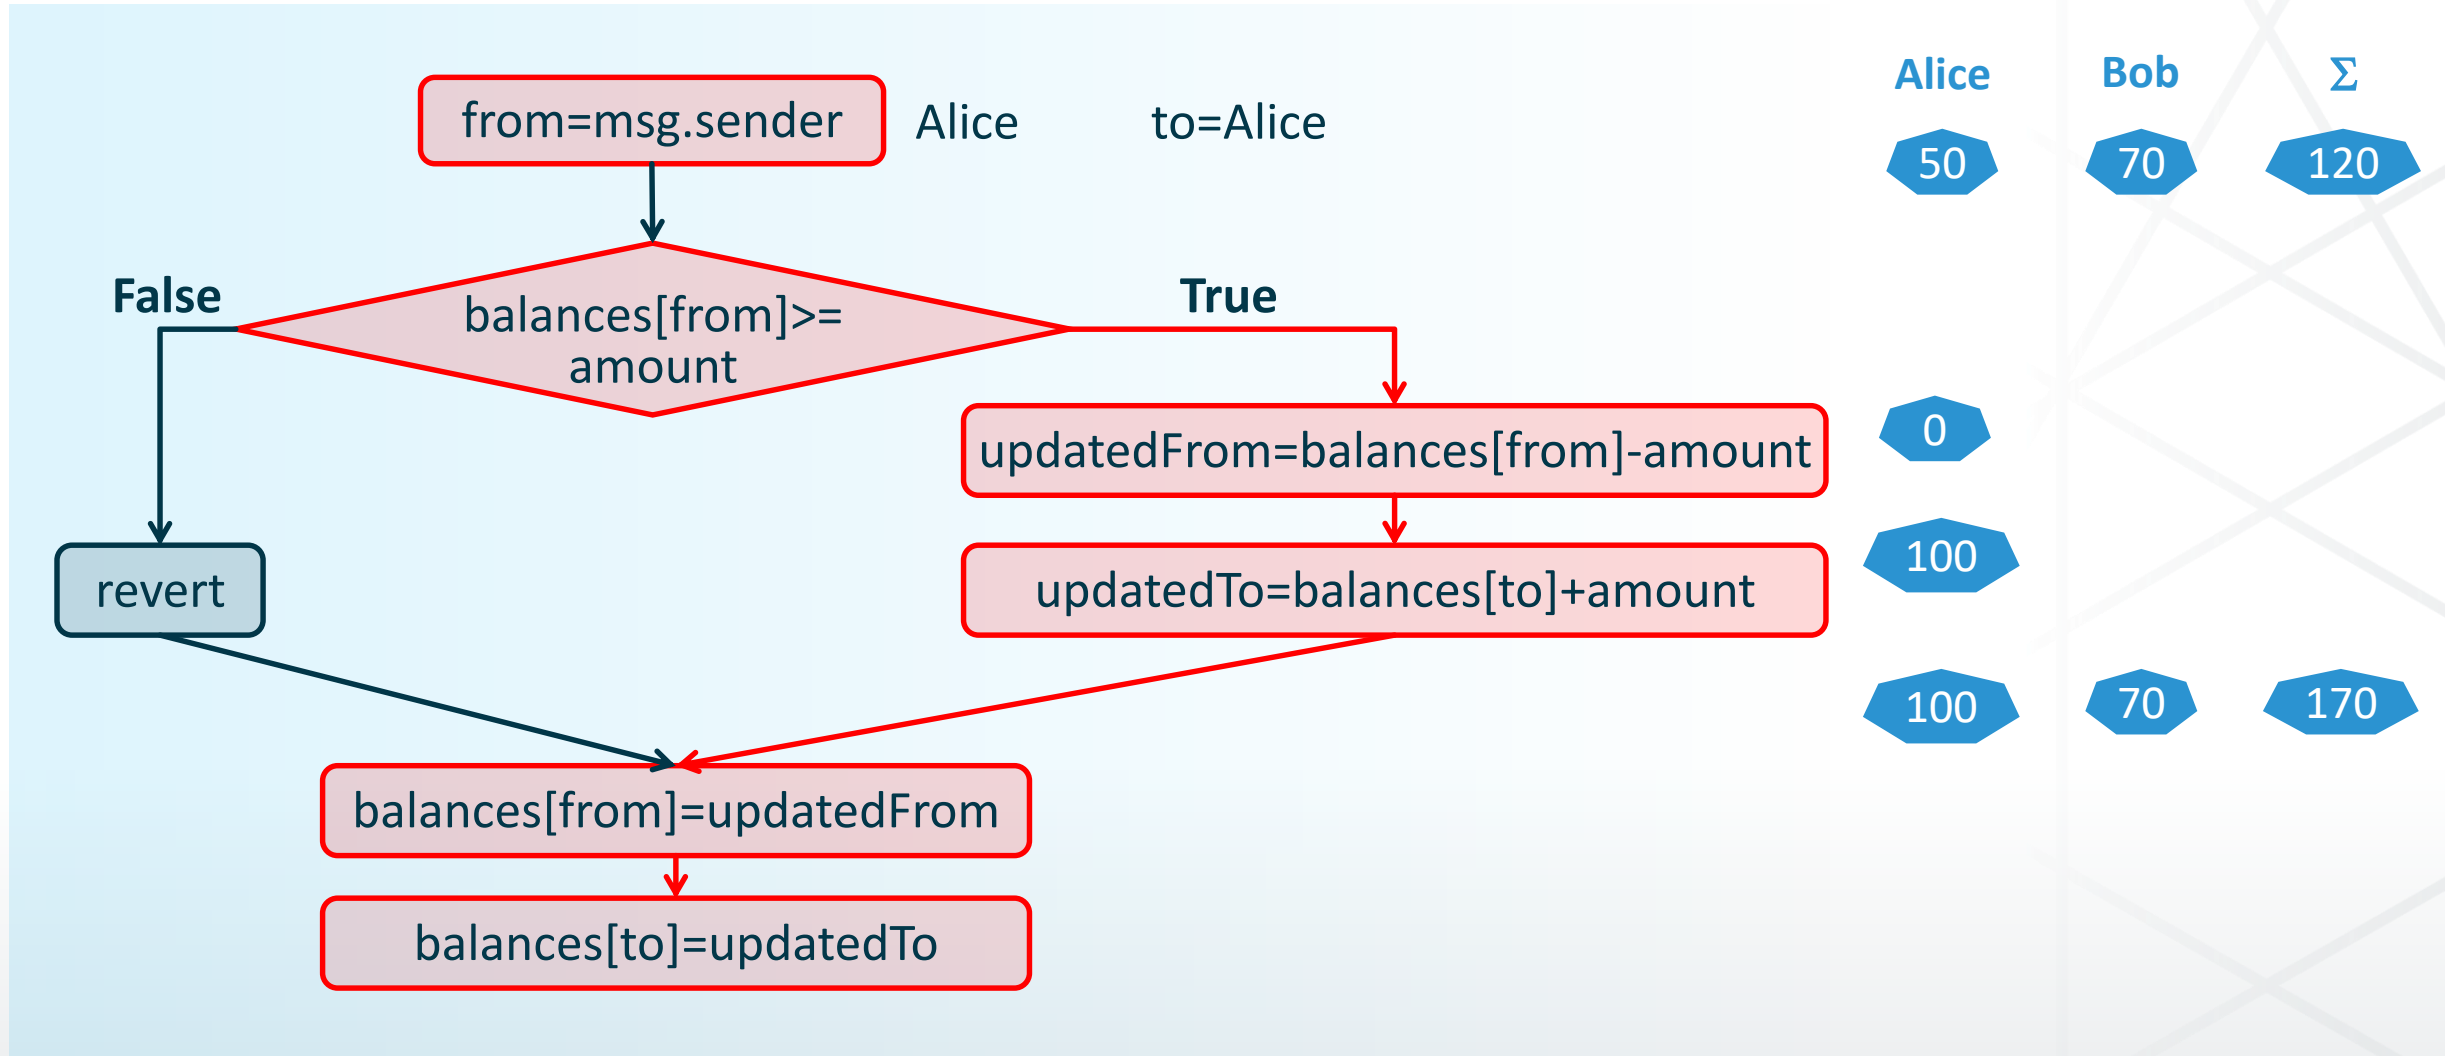 from=msg.sender
Alice
to=Alice
Alice
Bob
Σ
50
70
120
False
True
balances[from]>=
amount
updatedFrom=balances[from]-amount
0
updatedTo=balances[to]+amount
100
revert
100
70
170
balances[from]=updatedFrom
balances[to]=updatedTo